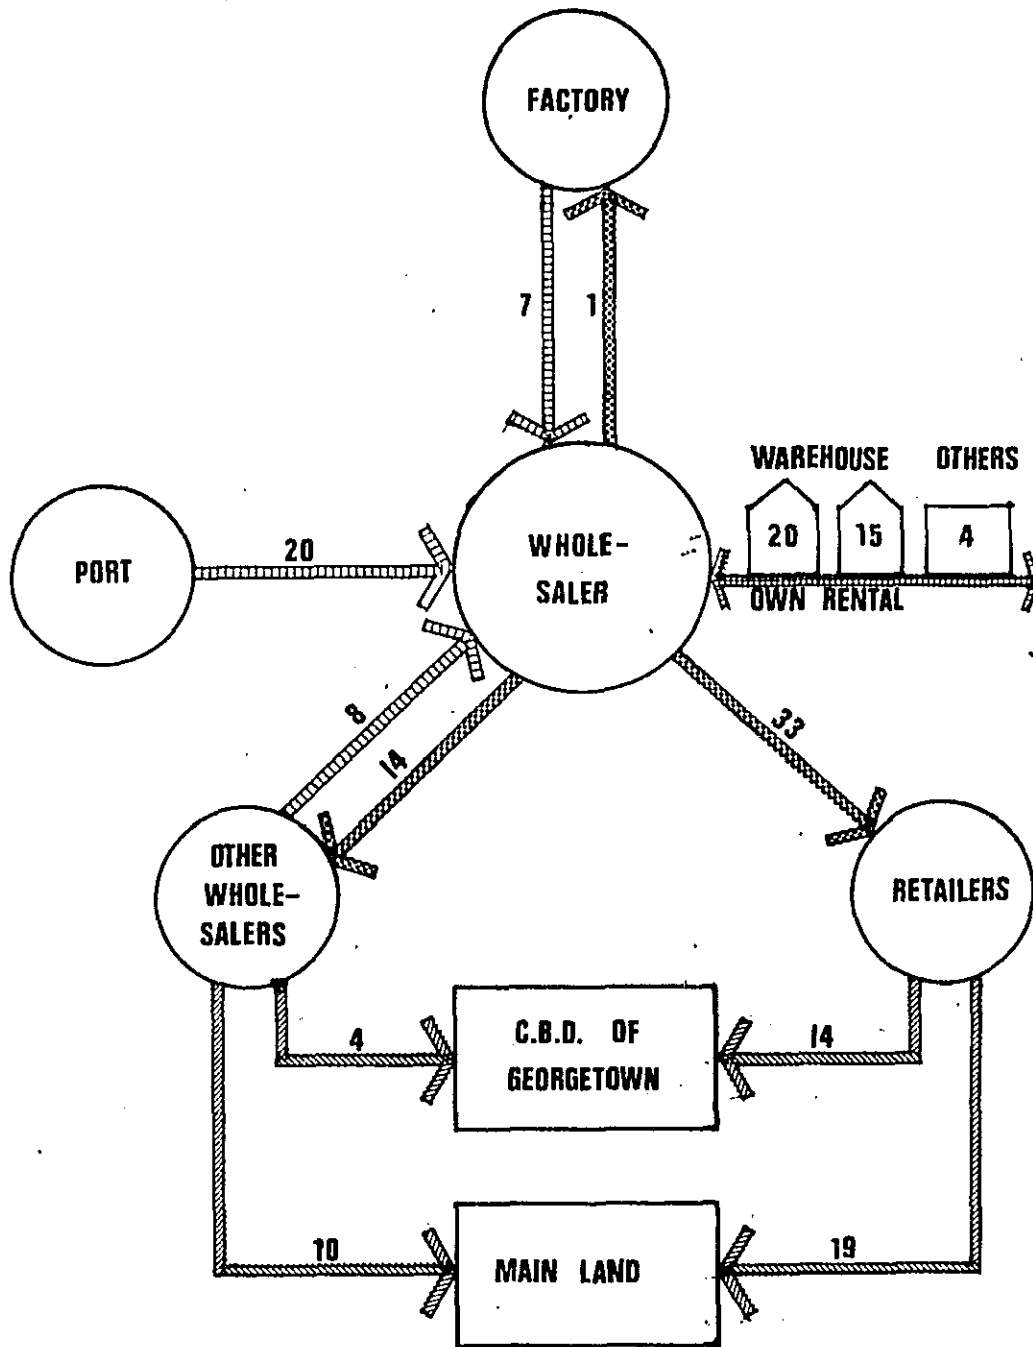 FACTORY
7
1
WAREHOUSE OTHERS
20 15 4
OWN RENTAL
PORT
20
WHOLE-
SALER
8
14
33
OTHER
WHOLE-
SALERS
RETAILERS
4
C.B.D. OF
GEORGETOWN
14
10
MAIN LAND
19